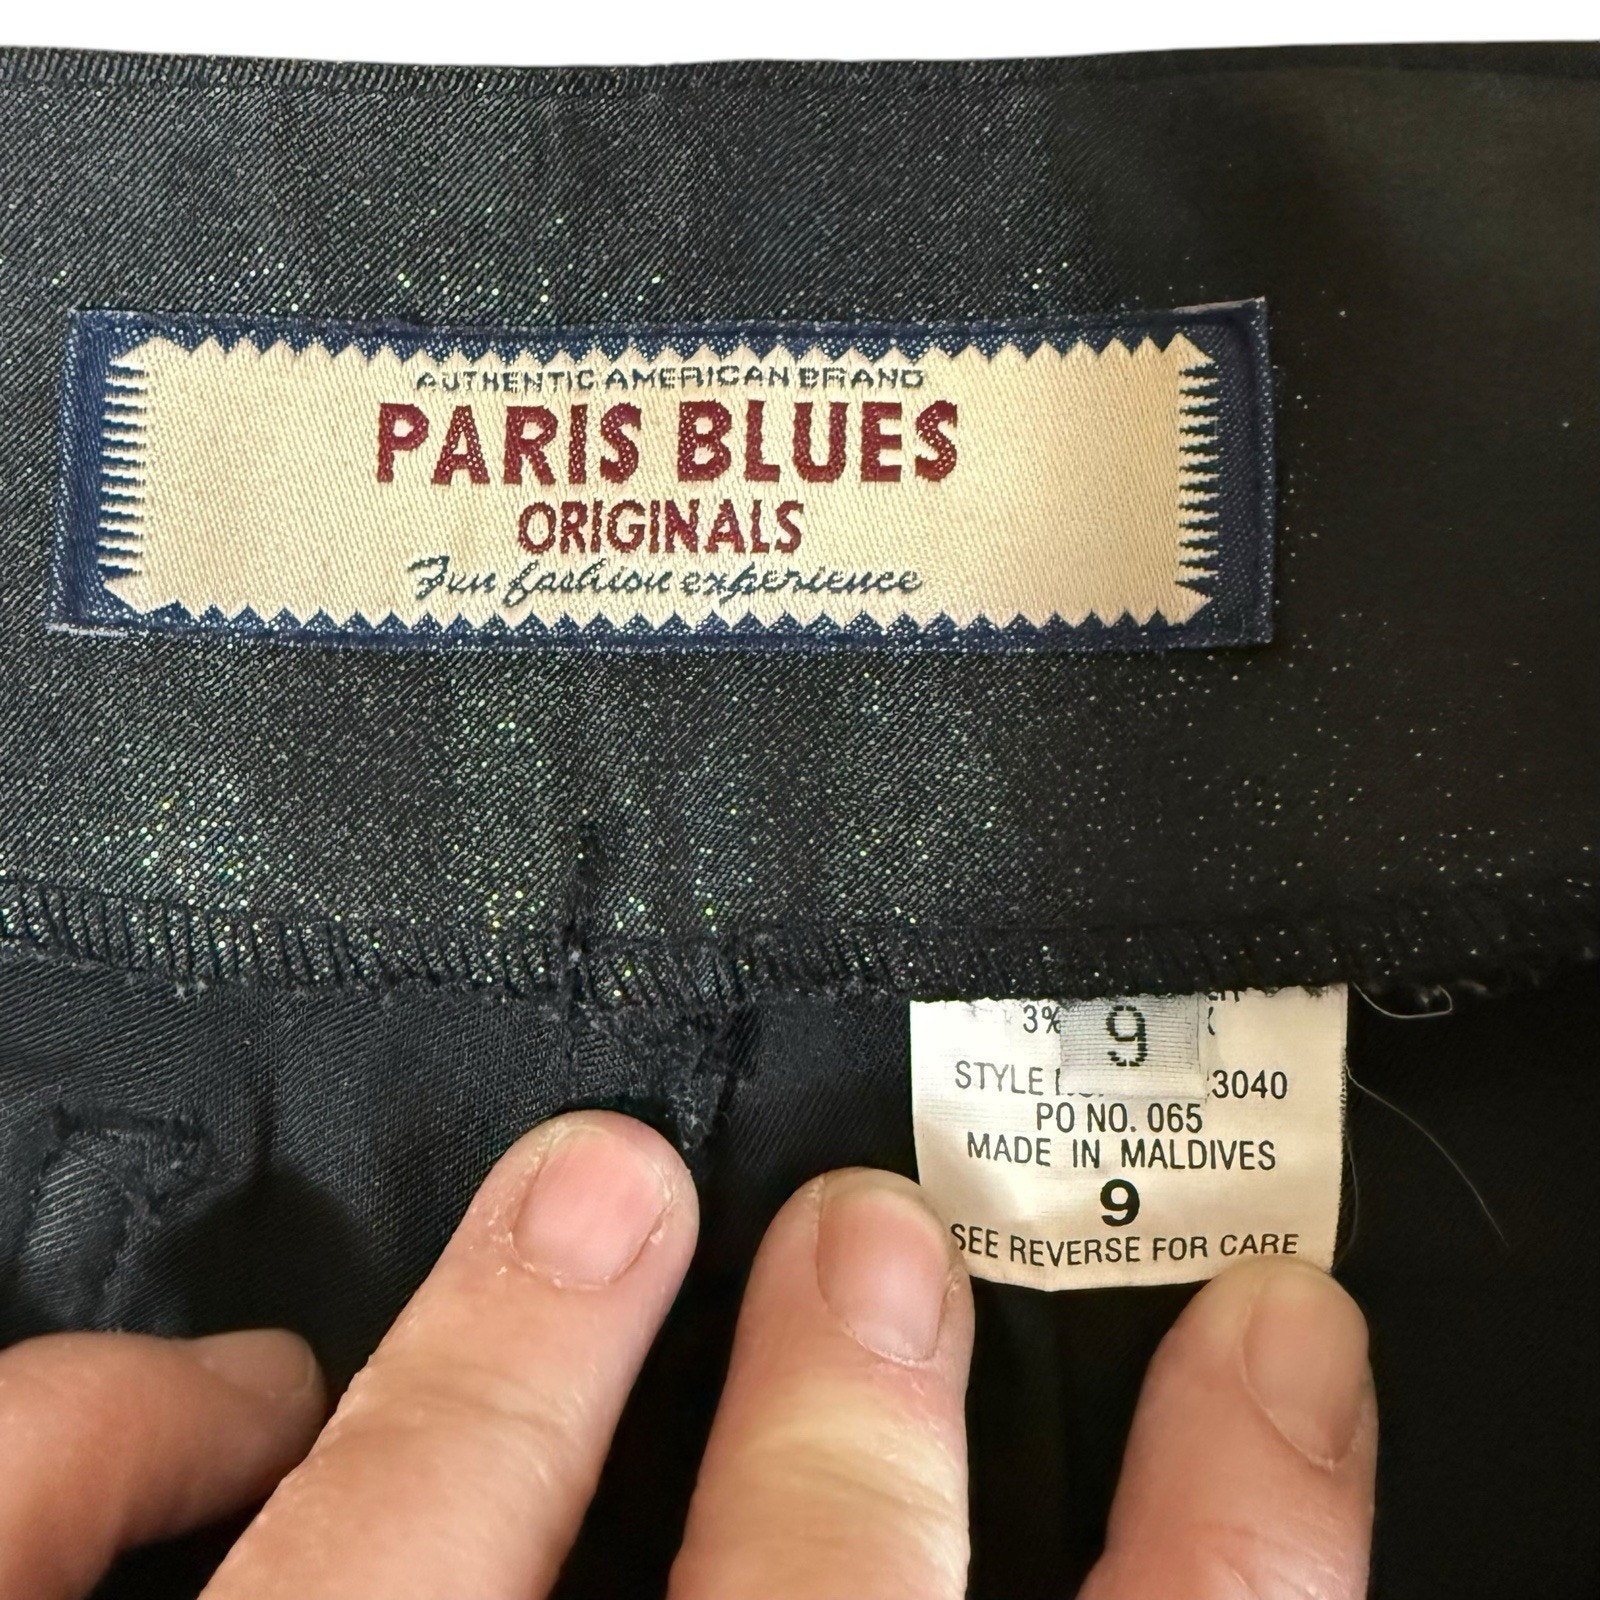 AUTHENTIC AMERICAN BRAND
PARIS BLUES
ORIGINALS
Fun fashion experience
3%
9
STYLE 3040
PO NO. 065
MADE IN MALDIVES
9
SEE REVERSE FOR CARE